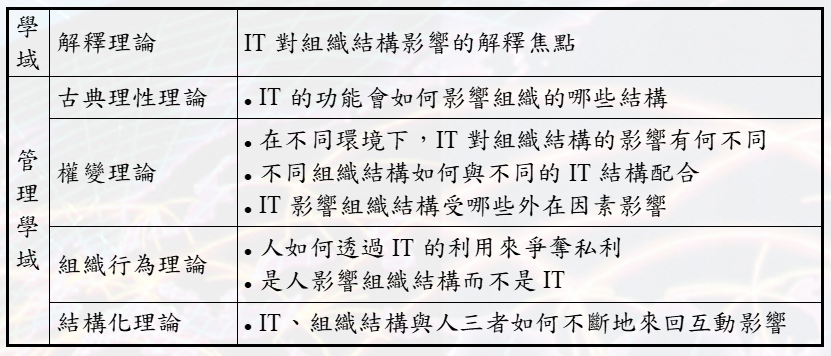 學域 解釋理論 IT 對組織結構影響的解釋焦點
管理學域
古典理性理論 • IT 的功能會如何影響組織的哪些結構
權變理論 • 在不同環境下，IT 對組織結構的影響有何不同
• 不同組織結構如何與不同的 IT 結構配合
• IT 影響組織結構受哪些外在因素影響
組織行為理論 • 人如何透過 IT 的利用來爭奪私利
• 是人影響組織結構而不是 IT
結構化理論 • IT、組織結構與人三者如何不斷地來回互動影響